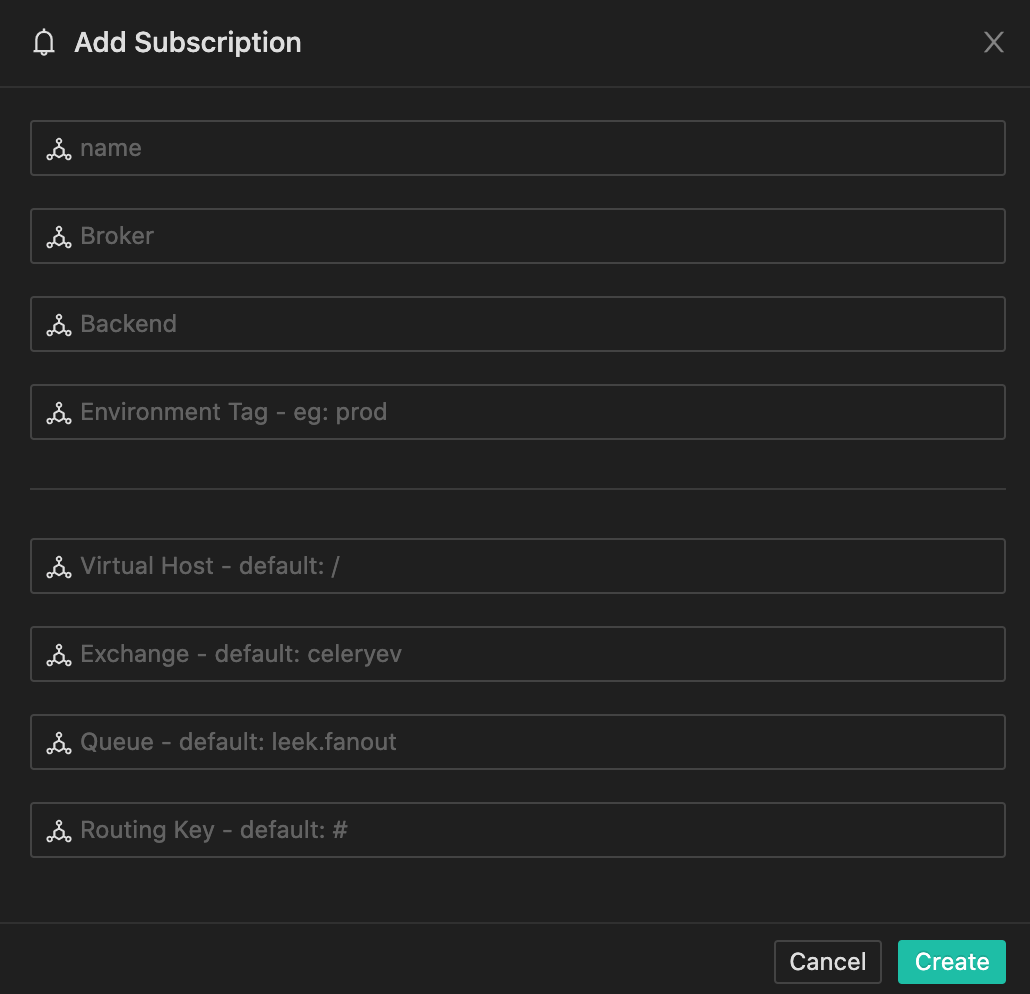 Add Subscription
name
Broker
Backend
Environment Tag - eg: prod
Virtual Host - default: /
Exchange - default: celeryev
Queue - default: leek.fanout
Routing Key - default: #
Cancel
Create